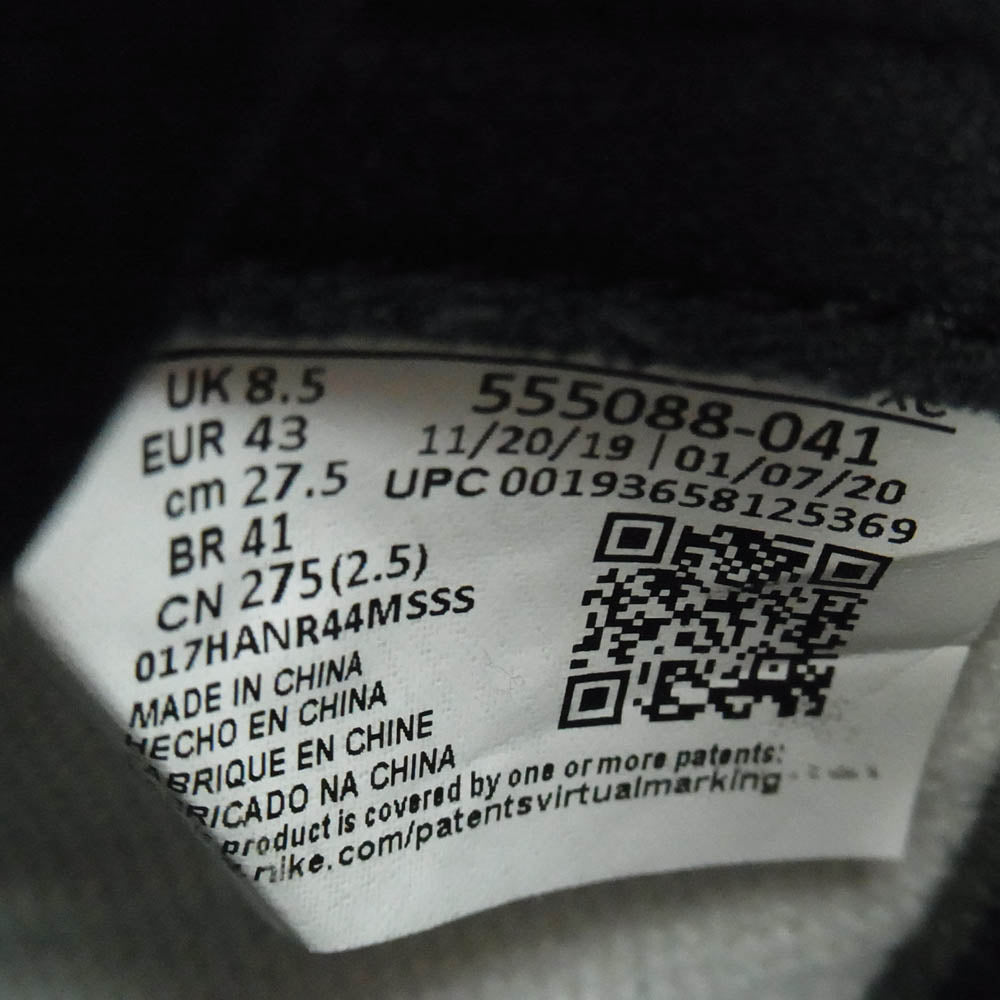 UK 8.5
EUR 43
cm 27.5
BR 41
CN 275(2.5)
017HANR44MSSS
MADE IN CHINA
HECHO EN CHINA
ABRIQUE EN CHINE
RICADO NA CHINA
product is covered by one or more patents:
nike.com/patentsvirtualmarking
XC
555088-041
11/20/19 | 01/07/20
UPC 00193658125369